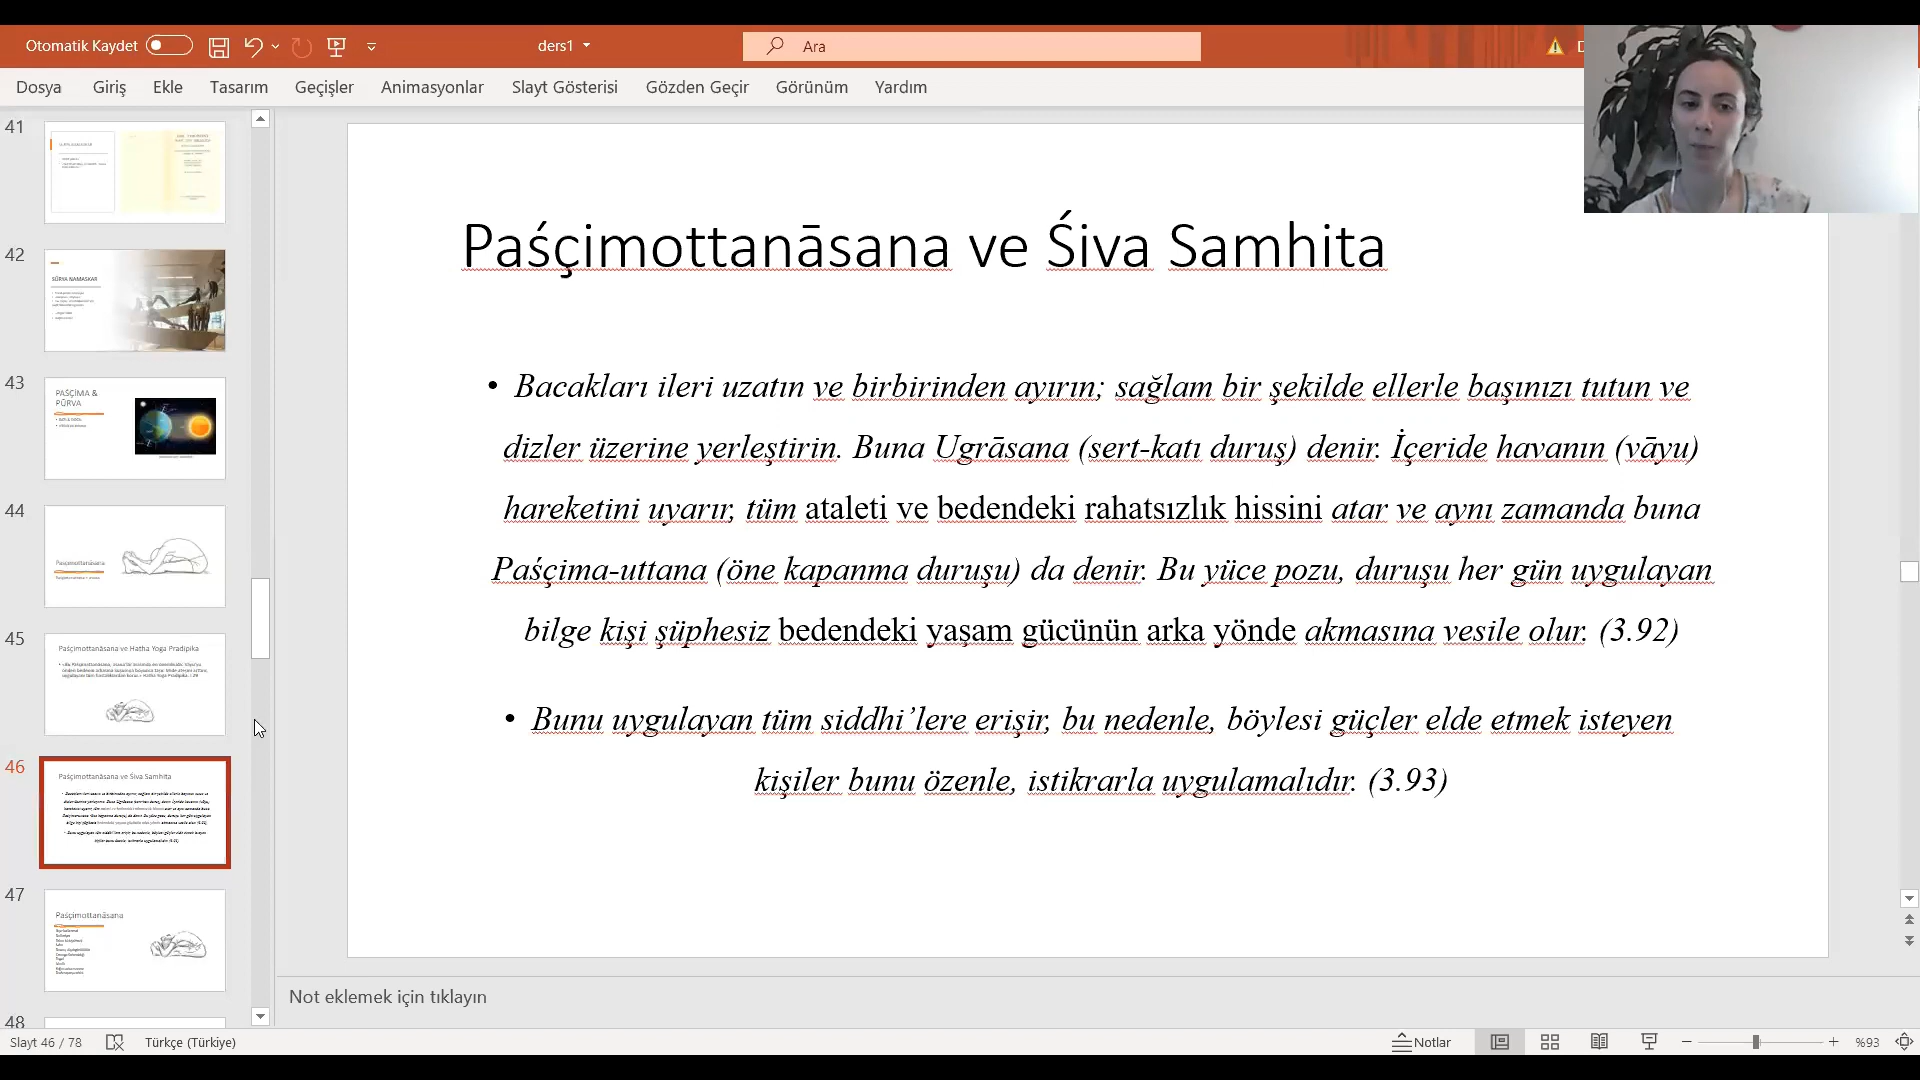 Otomatik Kaydet
ders1
Ara
Dosya Giriş Ekle Tasarım Geçişler Animasyonlar Slayt Gösterisi Gözden Geçir Görünüm Yardım
41
42
SŪRYA NAMASKAR
43
PAŚÇİMA &
PŪRVA
44
Paśçimottanāsana
45
Paśçimottanāsana ve Hatha Yoga Pradipika
46
Paśçimottanāsana ve Śiva Samhita
47
Paśçimottanāsana
48
Paśçimottanāsana ve Śiva Samhita
• Bacakları ileri uzatın ve birbirinden ayırın; sağlam bir şekilde ellerle başınızı tutun ve
dizler üzerine yerleştirin. Buna Ugrāsana (sert-katı duruş) denir. İçeride havanın (vāyu)
hareketini uyarır, tüm ataleti ve bedendeki rahatsızlık hissini atar ve aynı zamanda buna
Paśçima-uttana (öne kapanma duruşu) da denir. Bu yüce pozu, duruşu her gün uygulayan
bilge kişi şüphesiz bedendeki yaşam gücünün arka yönde akmasına vesile olur. (3.92)
• Bunu uygulayan tüm siddhi’lere erişir, bu nedenle, böylesi güçler elde etmek isteyen
kişiler bunu özenle, istikrarla uygulamalıdır. (3.93)
Not eklemek için tıklayın
Slayt 46 / 78
Türkçe (Türkiye)
Notlar
%93